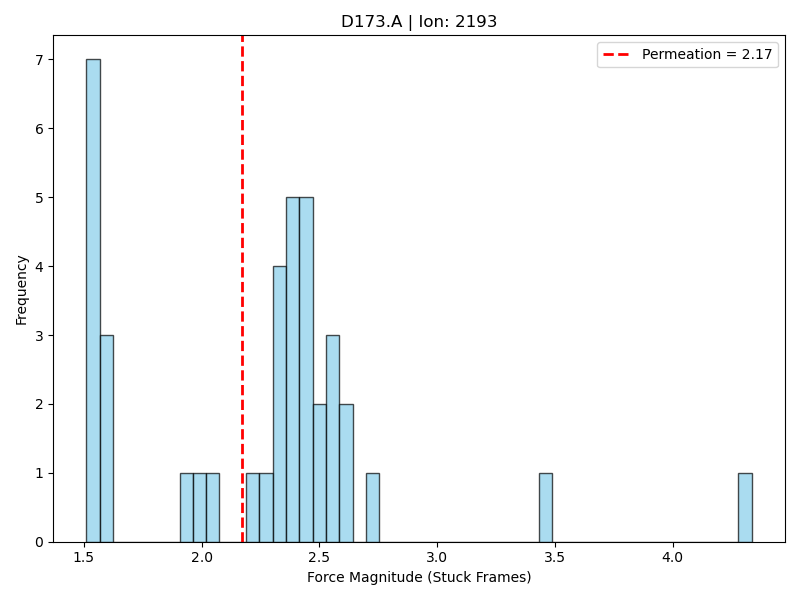 D173.A | Ion: 2193
Permeation = 2.17
7
6
5
4
3
2
1
0
Frequency
1.5 2.0 2.5 3.0 3.5 4.0
Force Magnitude (Stuck Frames)